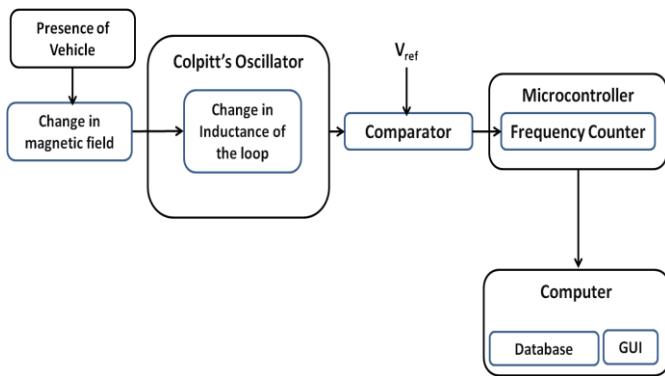 Presence of
Vehicle
Colpitt's Oscillator
V_ref
Change in
magnetic field
Change in
Inductance of
the loop
Comparator
Microcontroller
Frequency Counter
Computer
Database
GUI